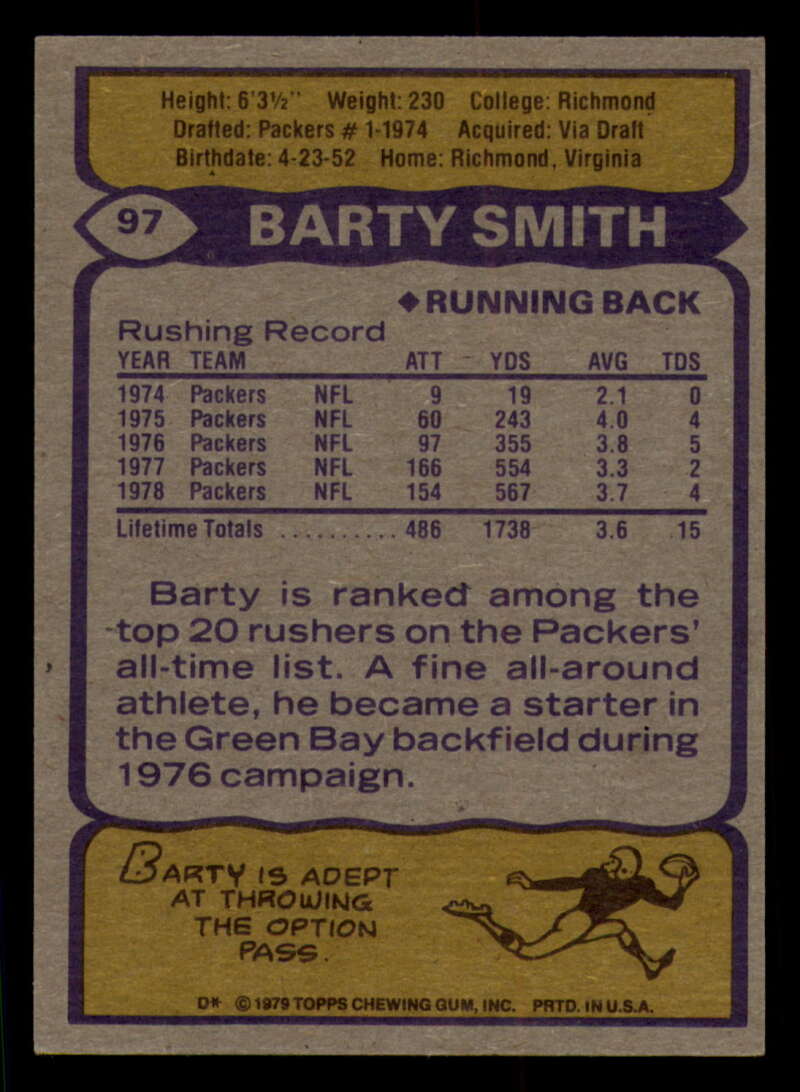 Height: 6'3½" Weight: 230 College: Richmond
Drafted: Packers # 1-1974 Acquired: Via Draft
Birthdate: 4-23-52 Home: Richmond, Virginia
97 BARTY SMITH
◆RUNNING BACK
Rushing Record
YEAR TEAM ATT YDS AVG TDS
1974 Packers NFL 9 19 2.1 0
1975 Packers NFL 60 243 4.0 4
1976 Packers NFL 97 355 3.8 5
1977 Packers NFL 166 554 3.3 2
1978 Packers NFL 154 567 3.7 4
Lifetime Totals .......... 486 1738 3.6 15
Barty is ranked among the
top 20 rushers on the Packers'
all-time list. A fine all-around
athlete, he became a starter in
the Green Bay backfield during
1976 campaign.
BARTY IS ADEPT
AT THROWING
THE OPTION
PASS.
D* © 1979 TOPPS CHEWING GUM, INC. PRTD. IN U.S.A.